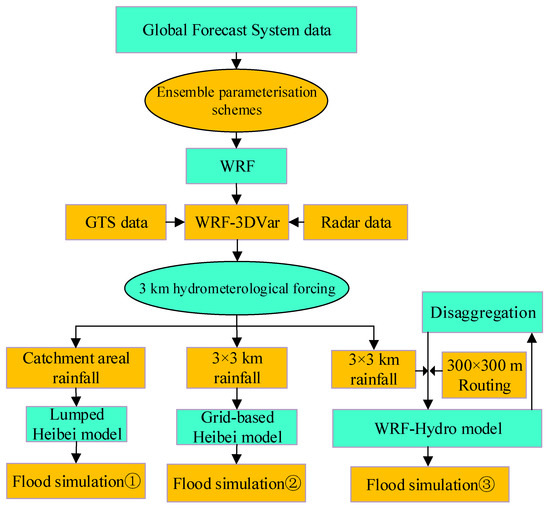 Global Forecast System data
Ensemble parameterisation
schemes
WRF
GTS data
WRF-3DVar
Radar data
3 km hydrometerological forcing
Disaggregation
Catchment areal
rainfall
3×3 km
rainfall
3×3 km
rainfall
300×300 m
Routing
Lumped
Heibei model
Grid-based
Heibei model
WRF-Hydro model
Flood simulation①
Flood simulation②
Flood simulation③